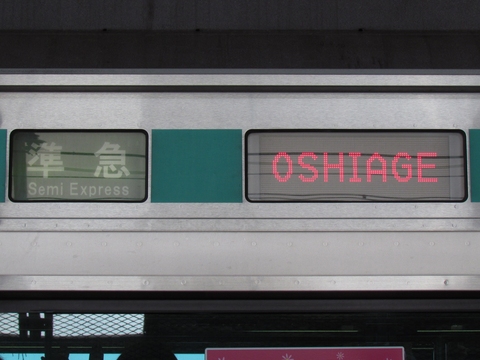 準急
Semi Express
OSHIAGE